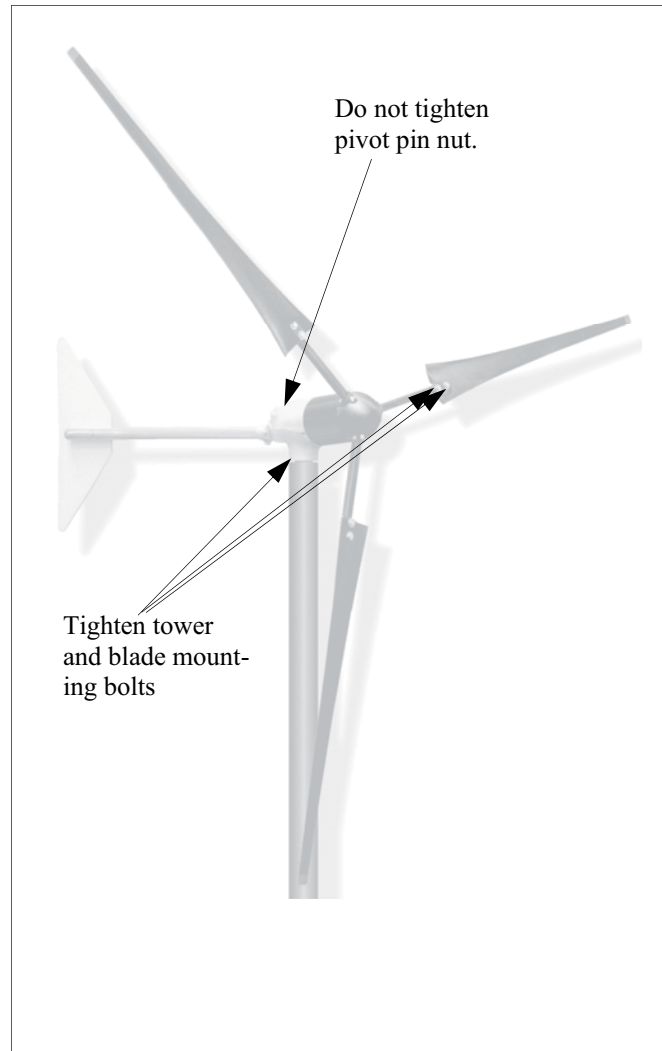 Do not tighten
pivot pin nut.
Tighten tower
and blade mount-
ing bolts